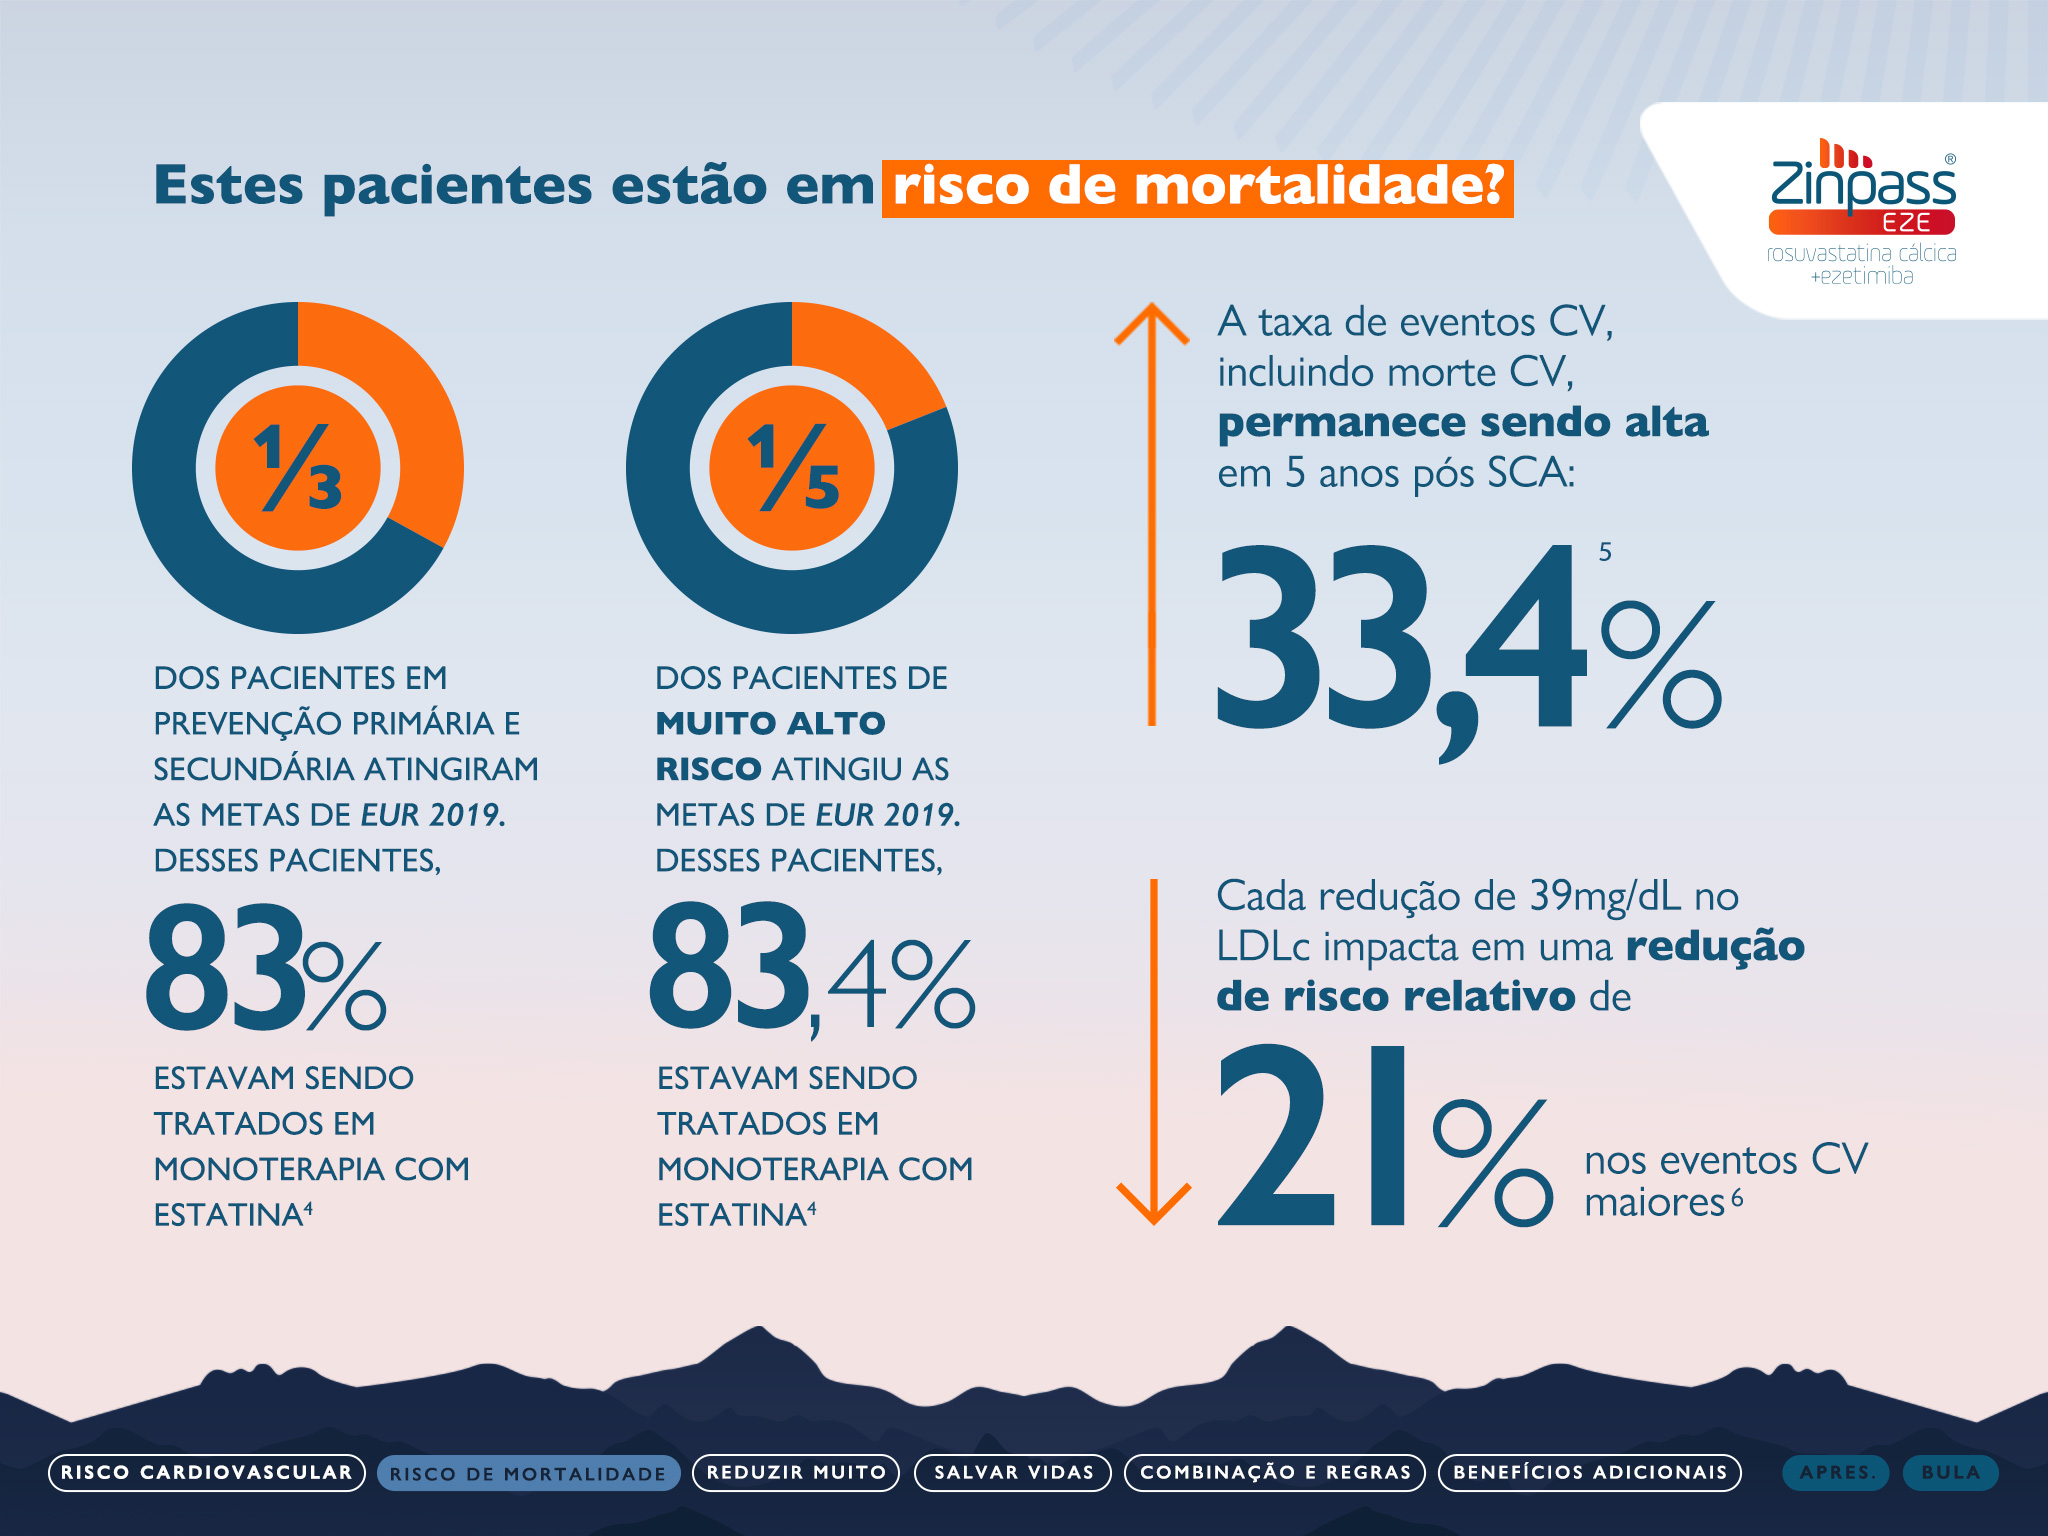 Estes pacientes estão em risco de mortalidade?
Zinpass®
EZE
rosuvastatina cálcica
+ezetimiba
1/3
DOS PACIENTES EM
PREVENÇÃO PRIMÁRIA E
SECUNDÁRIA ATINGIRAM
AS METAS DE EUR 2019.
DESSES PACIENTES,
83%
ESTAVAM SENDO
TRATADOS EM
MONOTERAPIA COM
ESTATINA⁴
1/5
DOS PACIENTES DE
MUITO ALTO
RISCO ATINGIU AS
METAS DE EUR 2019.
DESSES PACIENTES,
83,4%
ESTAVAM SENDO
TRATADOS EM
MONOTERAPIA COM
ESTATINA⁴
A taxa de eventos CV,
incluindo morte CV,
permanece sendo alta
em 5 anos pós SCA:
33,4%⁵
Cada redução de 39mg/dL no
LDLc impacta em uma redução
de risco relativo de
21% nos eventos CV
maiores⁶
RISCO CARDIOVASCULAR
RISCO DE MORTALIDADE
REDUZIR MUITO
SALVAR VIDAS
COMBINAÇÃO E REGRAS
BENEFÍCIOS ADICIONAIS
APRES.
BULA